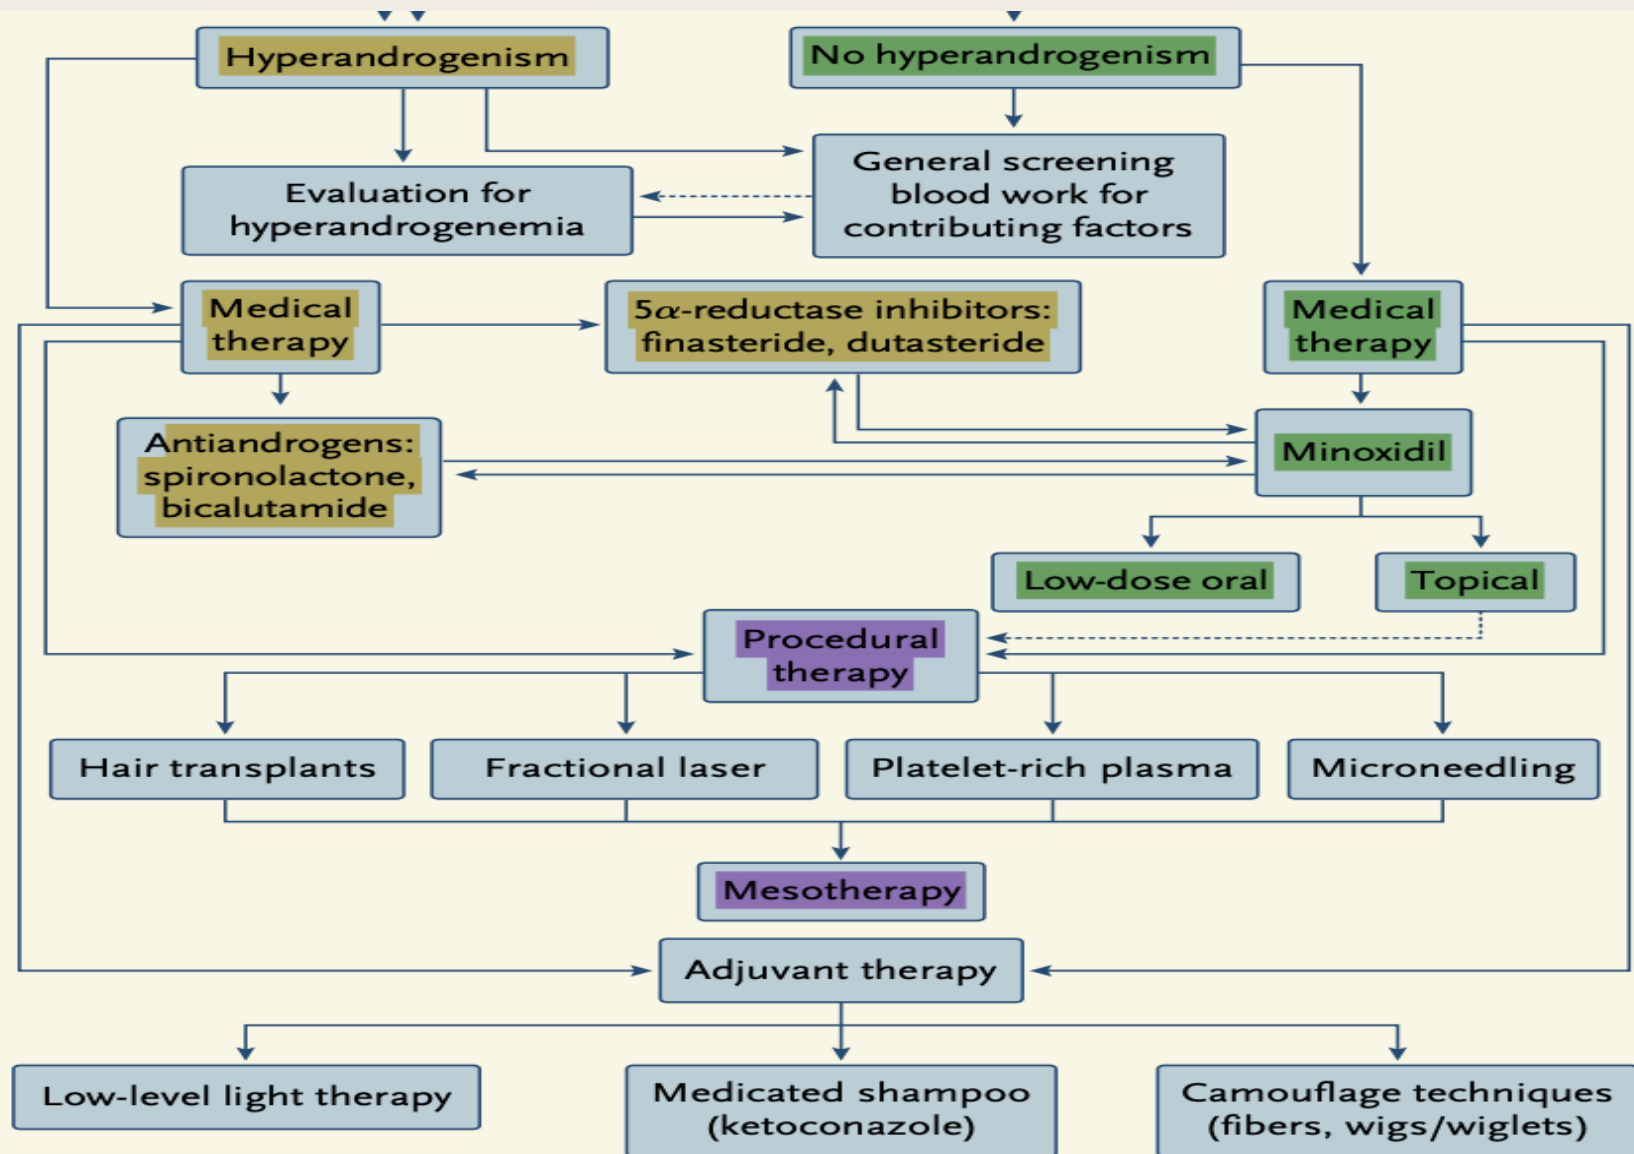 Hyperandrogenism
No hyperandrogenism
General screening
blood work for
contributing factors
Evaluation for
hyperandrogenemia
Medical
therapy
5α-reductase inhibitors:
finasteride, dutasteride
Medical
therapy
Antiandrogens:
spironolactone,
bicalutamide
Minoxidil
Low-dose oral
Topical
Procedural
therapy
Hair transplants
Fractional laser
Platelet-rich plasma
Microneedling
Mesotherapy
Adjuvant therapy
Low-level light therapy
Medicated shampoo
(ketoconazole)
Camouflage techniques
(fibers, wigs/wiglets)